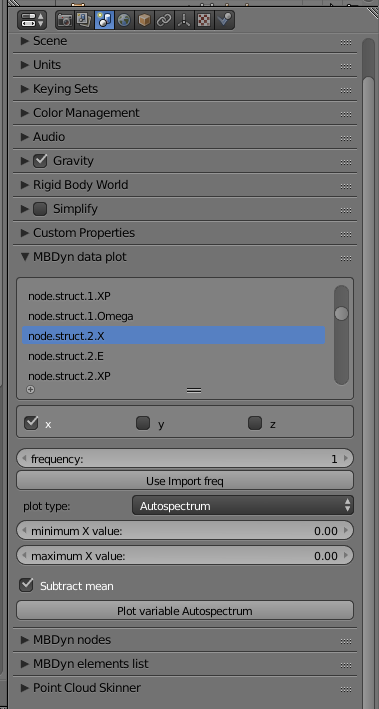 Scene
Units
Keying Sets
Color Management
Audio
Gravity
Rigid Body World
Simplify
Custom Properties
MBDyn data plot
node.struct.1.XP
node.struct.1.Omega
node.struct.2.X
node.struct.2.E
node.struct.2.XP
x y z
frequency: 1
Use Import freq
plot type: Autospectrum
minimum X value: 0.00
maximum X value: 0.00
Subtract mean
Plot variable Autospectrum
MBDyn nodes
MBDyn elements list
Point Cloud Skinner